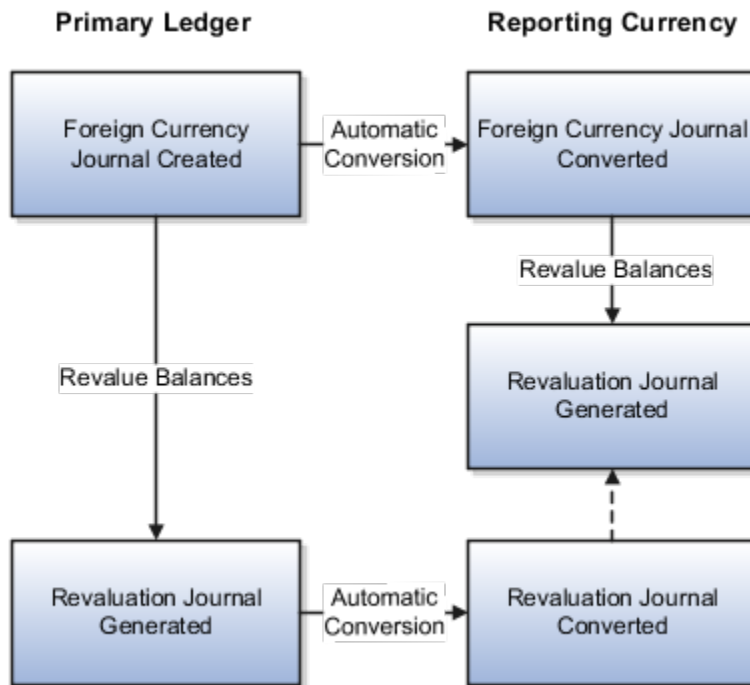 Primary Ledger
Reporting Currency
Foreign Currency
Journal Created
Automatic
Conversion
Foreign Currency Journal
Converted
Revalue Balances
Revaluation Journal
Generated
Revalue Balances
Revaluation Journal
Generated
Automatic
Conversion
Revaluation Journal
Converted